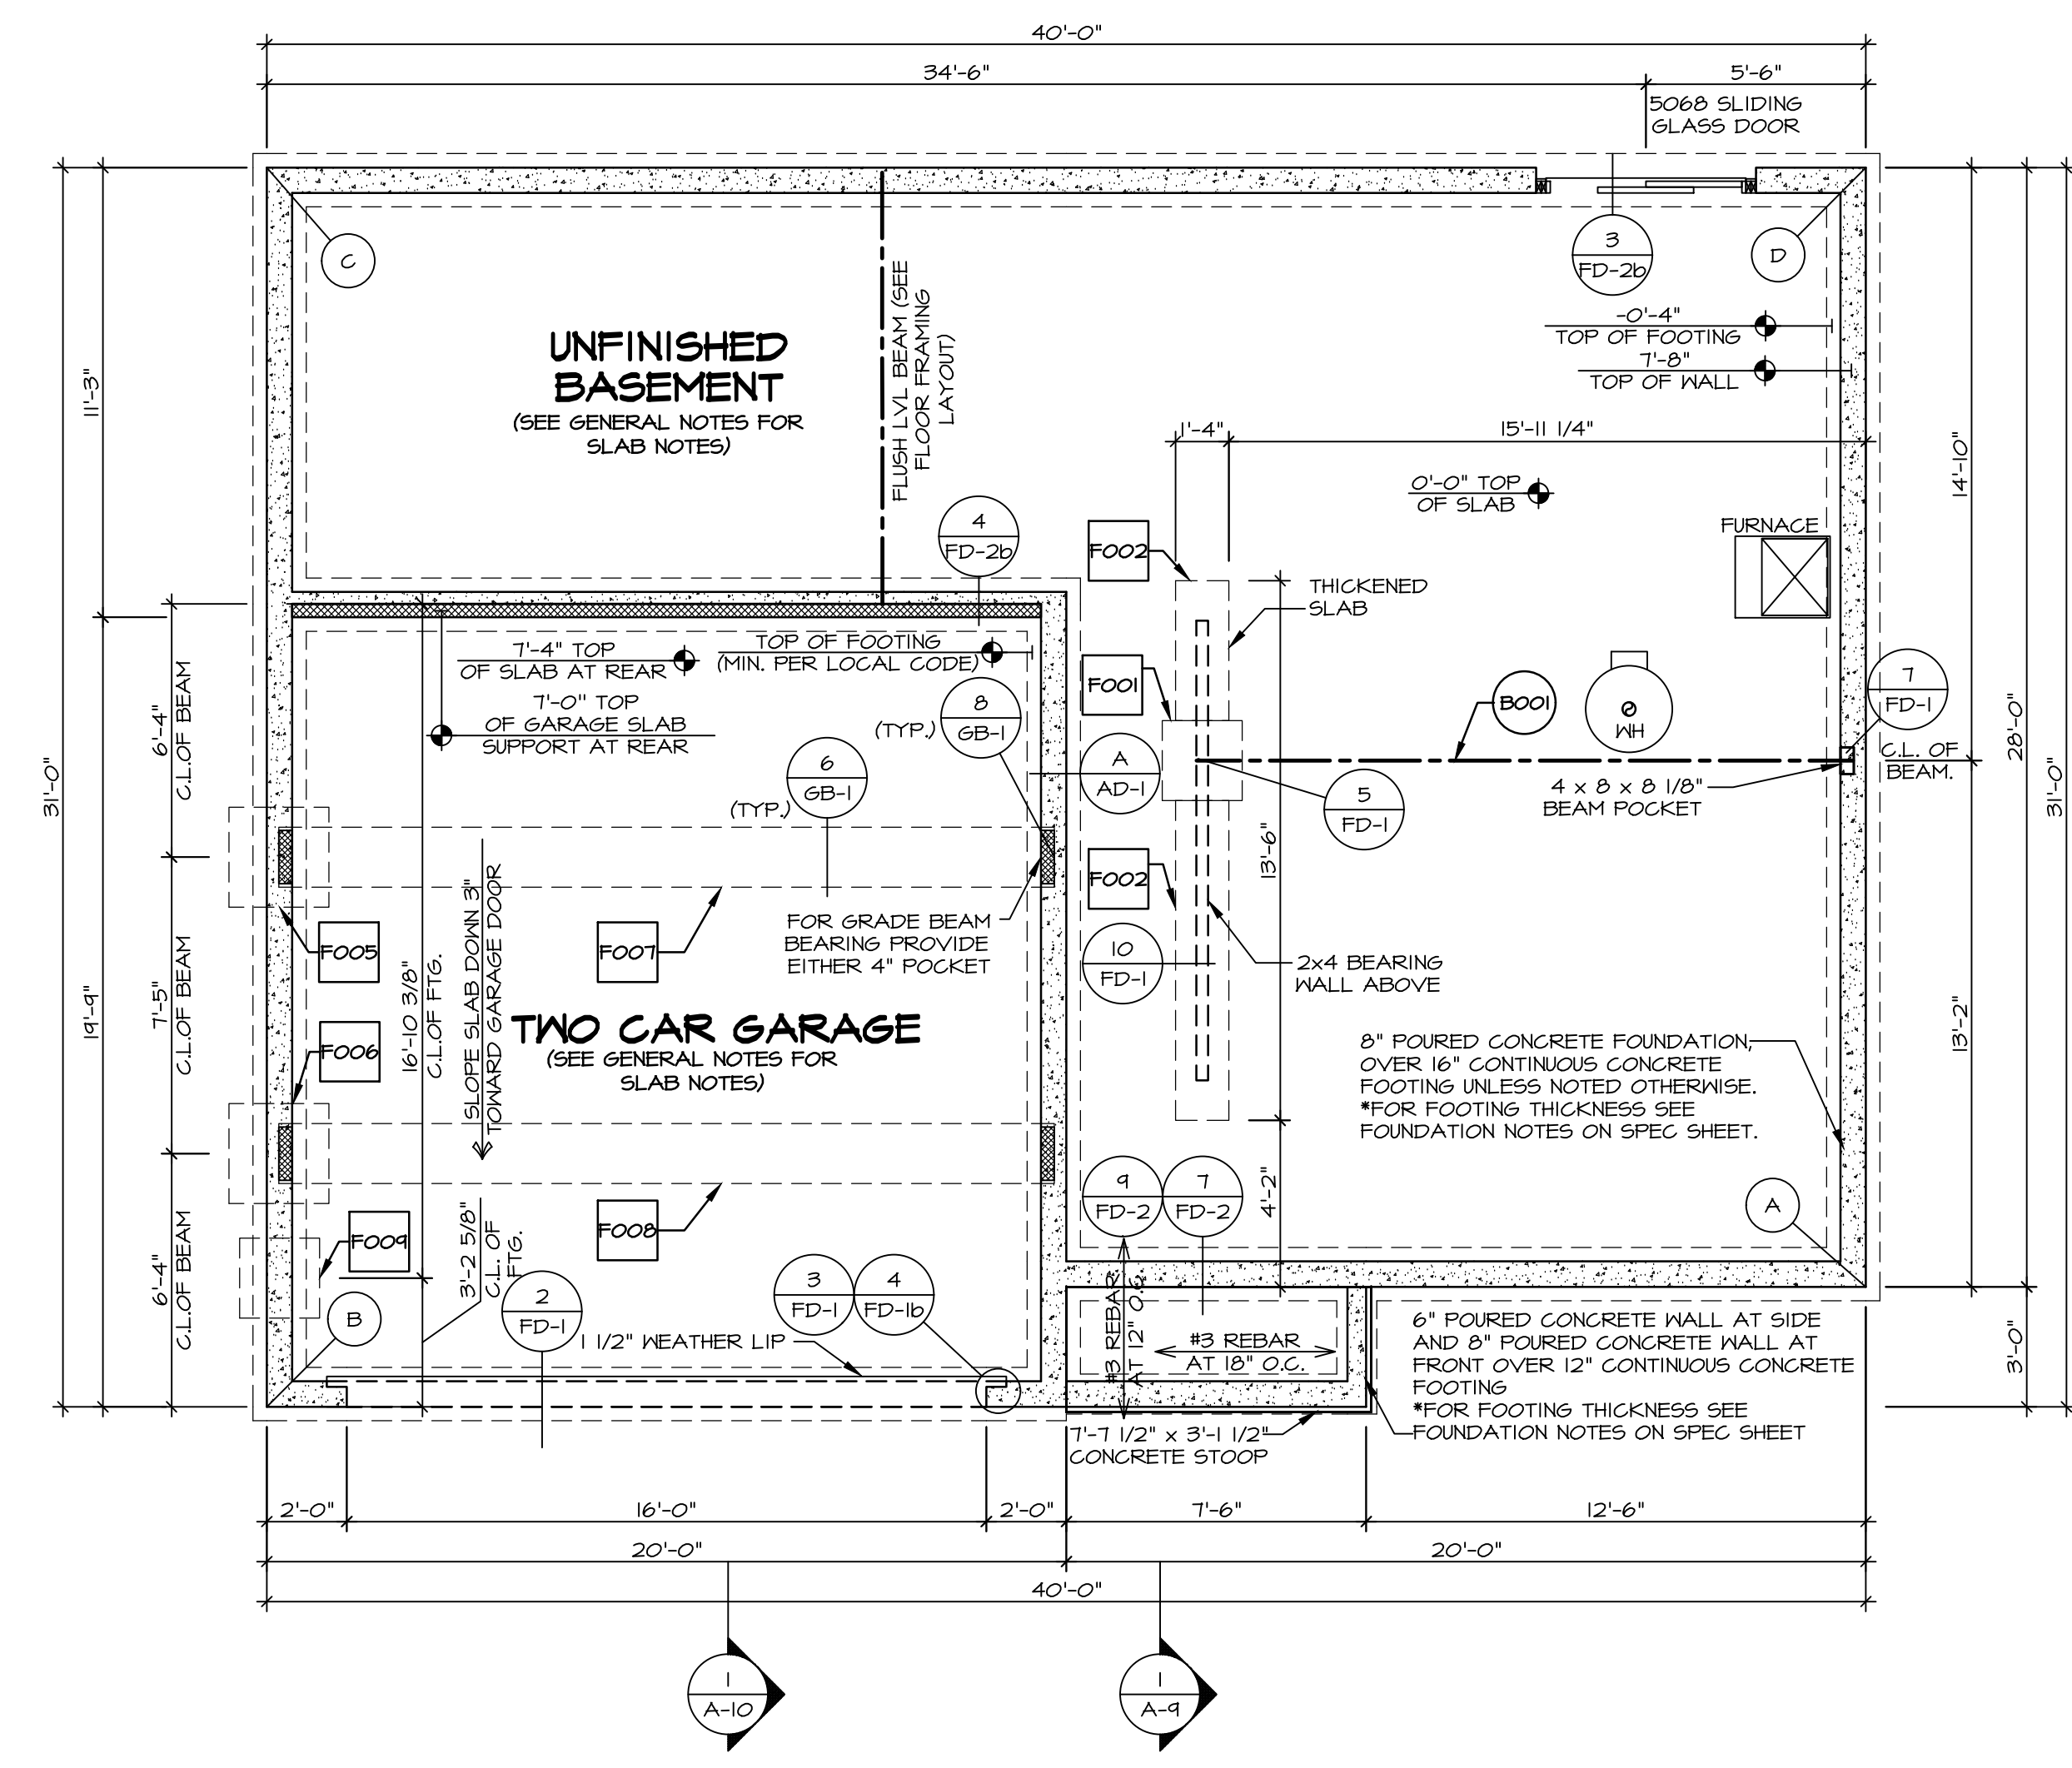 40'-0"
34'-6"
5'-6"
5068 SLIDING
GLASS DOOR
C
3
FD-2b
D
-0'-4"
TOP OF FOOTING
7'-8"
TOP OF WALL
UNFINISHED
BASEMENT
(SEE GENERAL NOTES FOR
SLAB NOTES)
FLUSH LVL BEAM (SEE
FLOOR FRAMING
LAYOUT)
11'-3"
31'-0"
19'-9"
1'-4"
15'-11 1/4"
14'-10"
0'-0" TOP
OF SLAB
4
FD-2b
F002
FURNACE
THICKENED
SLAB
7'-4" TOP
OF SLAB AT REAR
TOP OF FOOTING
(MIN. PER LOCAL CODE)
7'-0" TOP
OF GARAGE SLAB
SUPPORT AT REAR
6'-4"
C.L.OF BEAM
(TYP.)
8
GB-1
F001
B001
WH
7
FD-1
28'-0"
31'-0"
6
GB-1
(TYP.)
A
AD-1
5
FD-1
C.L. OF
BEAM.
4 x 8 x 8 1/8"
BEAM POCKET
13'-6"
F002
FOR GRADE BEAM
BEARING PROVIDE
EITHER 4" POCKET
F005
F007
16'-10 3/8"
C.L.OF FTG.
SLOPE SLAB DOWN 3"
TOWARD GARAGE DOOR
7'-5"
C.L.OF BEAM
10
FD-1
2x4 BEARING
WALL ABOVE
TWO CAR GARAGE
(SEE GENERAL NOTES FOR
SLAB NOTES)
F006
8" POURED CONCRETE FOUNDATION,
OVER 16" CONTINUOUS CONCRETE
FOOTING UNLESS NOTED OTHERWISE.
*FOR FOOTING THICKNESS SEE
FOUNDATION NOTES ON SPEC SHEET.
13'-2"
9
FD-2
7
FD-2
4'-2"
A
F009
F008
3'-2 5/8"
C.L. OF
FTG.
6'-4"
C.L.OF BEAM
B
2
FD-1
3
FD-1
4
FD-1b
1 1/2" WEATHER LIP
#3 REBAR
AT 12" O.C.
#3 REBAR
AT 18" O.C.
6" POURED CONCRETE WALL AT SIDE
AND 8" POURED CONCRETE WALL AT
FRONT OVER 12" CONTINUOUS CONCRETE
FOOTING
*FOR FOOTING THICKNESS SEE
FOUNDATION NOTES ON SPEC SHEET
3'-0"
7'-7 1/2" x 3'-1 1/2"
CONCRETE STOOP
2'-0"
16'-0"
2'-0"
7'-6"
12'-6"
20'-0"
20'-0"
40'-0"
1
A-10
1
A-9